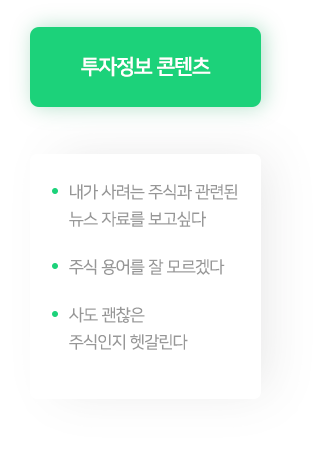 투자정보 콘텐츠
내가 사려는 주식과 관련된
뉴스 자료를 보고싶다
주식 용어를 잘 모르겠다
사도 괜찮은
주식인지 헷갈린다